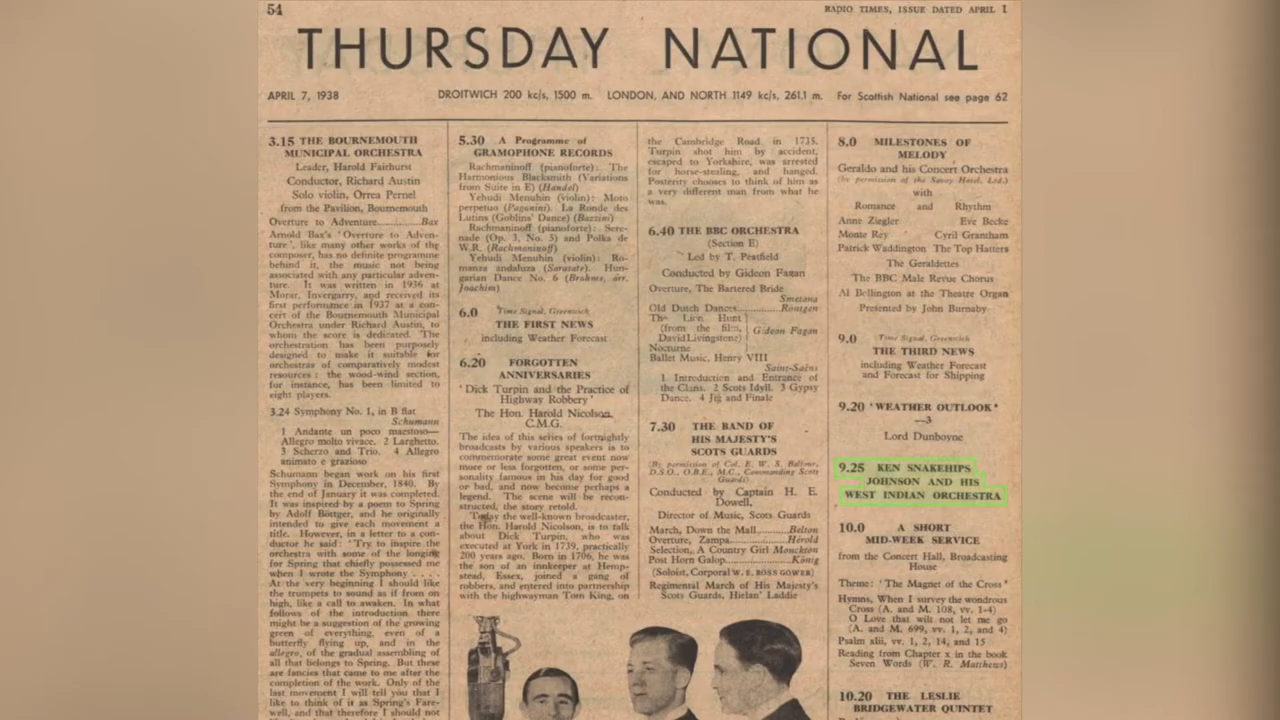 54
RADIO TIMES, ISSUE DATED APRIL 1
THURSDAY NATIONAL
APRIL 7, 1938
DROITWICH 200 kc/s, 1500 m. LONDON, AND NORTH 1149 kc/s, 261.1 m. For Scottish National see page 62
3.15 THE BOURNEMOUTH
MUNICIPAL ORCHESTRA
Leader, Harold Fairhurst
Conductor, Richard Austin
Solo violin, Orrea Pernel
from the Pavilion, Bournemouth
Overture to Adventure..........Bax
Arnold Bax's 'Overture to Adven-
ture', like many other works of the
composer, has no definite programme
behind it, the music not being
associated with any particular adven-
ture. It was written in 1936 at
Morar, Invergarry, and received its
first performance in 1937 at a con-
cert of the Bournemouth Municipal
Orchestra under Richard Austin, to
whom the score is dedicated. 'The
orchestration has been purposely
designed to make it suitable for
orchestras of comparatively modest
resources: the wood-wind section,
for instance, has been limited to
eight players.
3.24 Symphony No. 1, in B flat
Schumann
1 Andante un poco maestoso—
Allegro molto vivace. 2 Larghetto.
3 Scherzo and Trio. 4 Allegro
animato e grazioso
Schumann began work on his first
Symphony in December, 1840. By
the end of January it was completed.
It was inspired by a poem to Spring
by Adolf Böttger, and he originally
intended to give each movement a
title. However, in a letter to a con-
ductor he said: 'Try to inspire the
orchestra with some of the longing
for Spring that chiefly possessed me
when I wrote the Symphony . . . .
At the very beginning I should like
the trumpets to sound as if from on
high, like a call to awaken. In what
follows of the introduction there
might be a suggestion of the growing
green of everything, even of a
butterfly flying up, and in the
allegro, of the gradual assembling of
all that belongs to Spring. But these
are fancies that came to me after the
completion of the work. Only of the
last movement I will tell you that I
like to think of it as Spring's Fare-
well, and that therefore I should not
5.30 A Programme of
GRAMOPHONE RECORDS
Rachmaninoff (pianoforte): The
Harmonious Blacksmith (Variations
from Suite in E) (Handel)
Yehudi Menuhin (violin): Moto
perpetuo (Paganini). La Ronde des
Lutins (Goblins' Dance) (Bazzini)
Rachmaninoff (pianoforte): Sere-
nade (Op. 3, No. 5) and Polka de
W.R. (Rachmaninoff)
Yehudi Menuhin (violin): Ro-
manza andaluza (Sarasate). Hun-
garian Dance No. 6 (Brahms, arr.
Joachim)
6.0 Time Signal, Greenwich
THE FIRST NEWS
including Weather Forecast
6.20 FORGOTTEN
ANNIVERSARIES
'Dick Turpin and the Practice of
Highway Robbery'
The Hon. Harold Nicolson,
C.M.G.
The idea of this series of fortnightly
broadcasts by various speakers is to
commemorate some great event now
more or less forgotten, or some per-
sonality famous in his day for good
or bad, and now become perhaps a
legend. The scene will be recon-
structed, the story retold.
Today the well-known broadcaster,
the Hon. Harold Nicolson, is to talk
about Dick Turpin, who was
executed at York in 1739, practically
200 years ago. Born in 1706, he was
the son of an innkeeper at Hemp-
stead, Essex, joined a gang of
robbers, and entered into partnership
with the highwayman Tom King, on
the Cambridge Road in 1735.
Turpin shot him by accident,
escaped to Yorkshire, was arrested
for horse-stealing, and hanged.
Posterity chooses to think of him as
a very different man from what he
was.
6.40 THE BBC ORCHESTRA
(Section E)
Led by T. Peatfield
Conducted by Gideon Fagan
Overture, The Bartered Bride
Smetana
Old Dutch Dances..........Röntgen
The Lion Hunt
(from the film,
David Livingstone)
Gideon Fagan
Nocturne
Ballet Music, Henry VIII
Saint-Saëns
1 Introduction and Entrance of
the Clans. 2 Scots Idyll. 3 Gypsy
Dance. 4 Jig and Finale
7.30 THE BAND OF
HIS MAJESTY'S
SCOTS GUARDS
(By permission of Col. E. W. S. Balfour,
D.S.O., O.B.E., M.C., Commanding Scots
Guards)
Conducted by Captain H. E.
Dowell,
Director of Music, Scots Guards
March, Down the Mall.......Belton
Overture, Zampa...........Hérold
Selection, A Country Girl Monckton
Post Horn Galop...........König
(Soloist, Corporal W. E. ROSS GOWER)
Regimental March of His Majesty's
Scots Guards, Hielan' Laddie
8.0 MILESTONES OF
MELODY
Geraldo and his Concert Orchestra
(by permission of the Savoy Hotel, Ltd.)
with
Romance and Rhythm
Anne Ziegler Eve Becke
Monte Rey Cyril Grantham
Patrick Waddington The Top Hatters
The Geraldettes
The BBC Male Revue Chorus
Al Bollington at the Theatre Organ
Presented by John Burnaby
9.0 Time Signal, Greenwich
THE THIRD NEWS
including Weather Forecast
and Forecast for Shipping
9.20 'WEATHER OUTLOOK'
—3
Lord Dunboyne
9.25 KEN SNAKEHIPS
JOHNSON AND HIS
WEST INDIAN ORCHESTRA
10.0 A SHORT
MID-WEEK SERVICE
from the Concert Hall, Broadcasting
House
Theme: 'The Magnet of the Cross'
Hymns, When I survey the wondrous
Cross (A. and M. 108, vv. 1-4)
O Love that wilt not let me go
(A. and M. 699, vv. 1, 2, and 4)
Psalm xlii, vv. 1, 2, 14, and 15
Reading from Chapter x in the book
Seven Words (W. R. Matthews)
10.20 THE LESLIE
BRIDGEWATER QUINTET